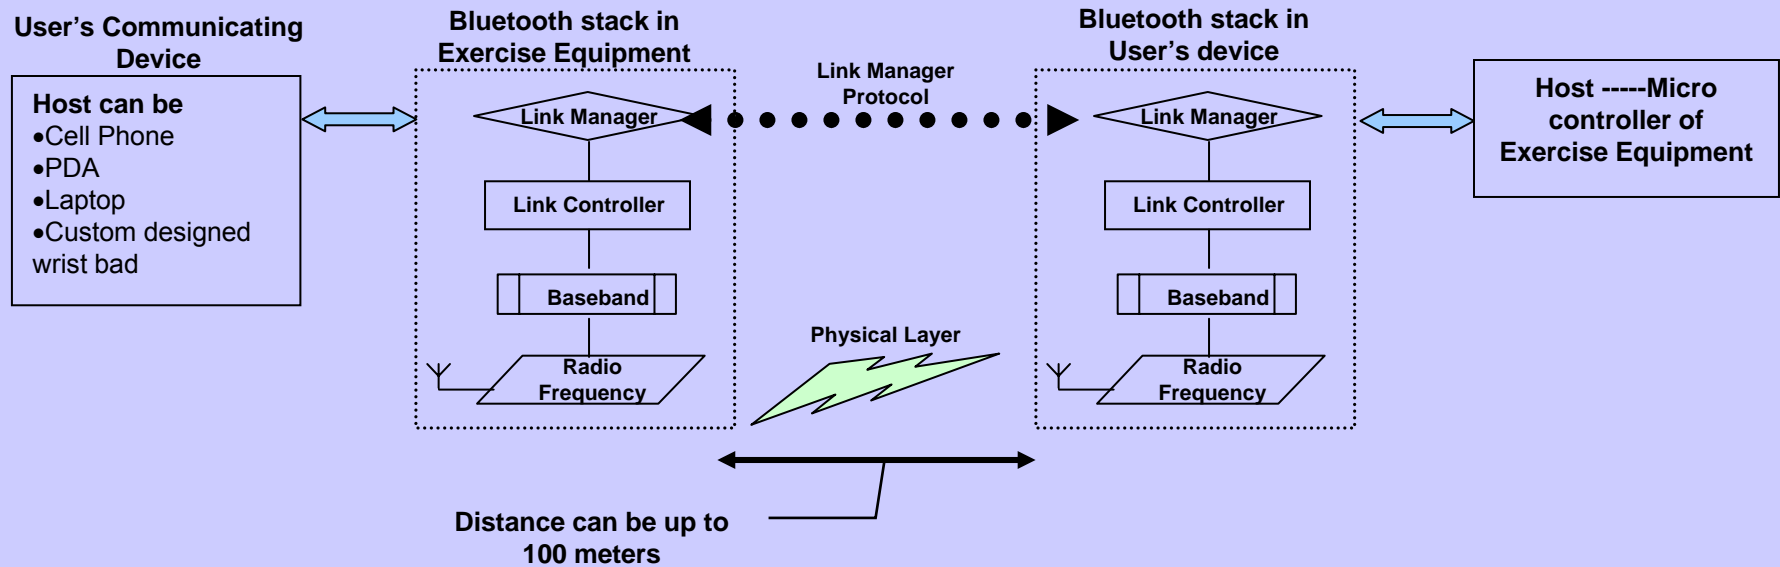 User’s Communicating
Device
Host can be
•Cell Phone
•PDA
•Laptop
•Custom designed
wrist bad
Bluetooth stack in
Exercise Equipment
Link Manager
Link Controller
Baseband
Radio
Frequency
Link Manager
Protocol
Physical Layer
Distance can be up to
100 meters
Bluetooth stack in
User’s device
Link Manager
Link Controller
Baseband
Radio
Frequency
Host -----Micro
controller of
Exercise Equipment